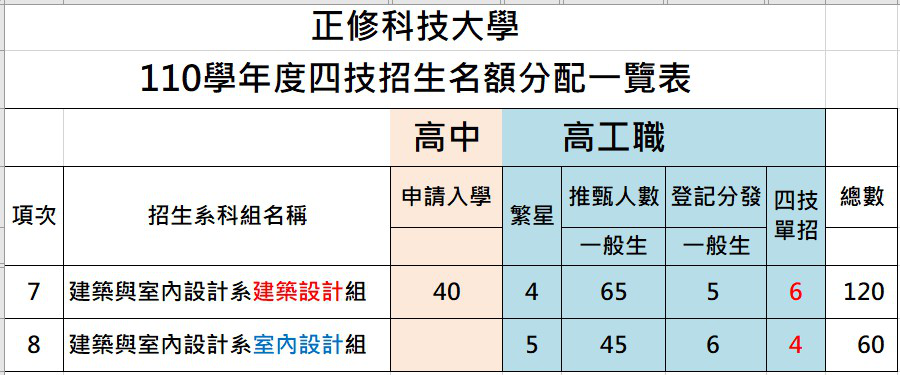 正修科技大學
110學年度四技招生名額分配一覽表
高中 高工職
項次 招生系科組名稱 申請入學 繁星 推甄人數 登記分發 四技單招 總數
一般生 一般生
7 建築與室內設計系建築設計組 40 4 65 5 6 120
8 建築與室內設計系室內設計組 5 45 6 4 60